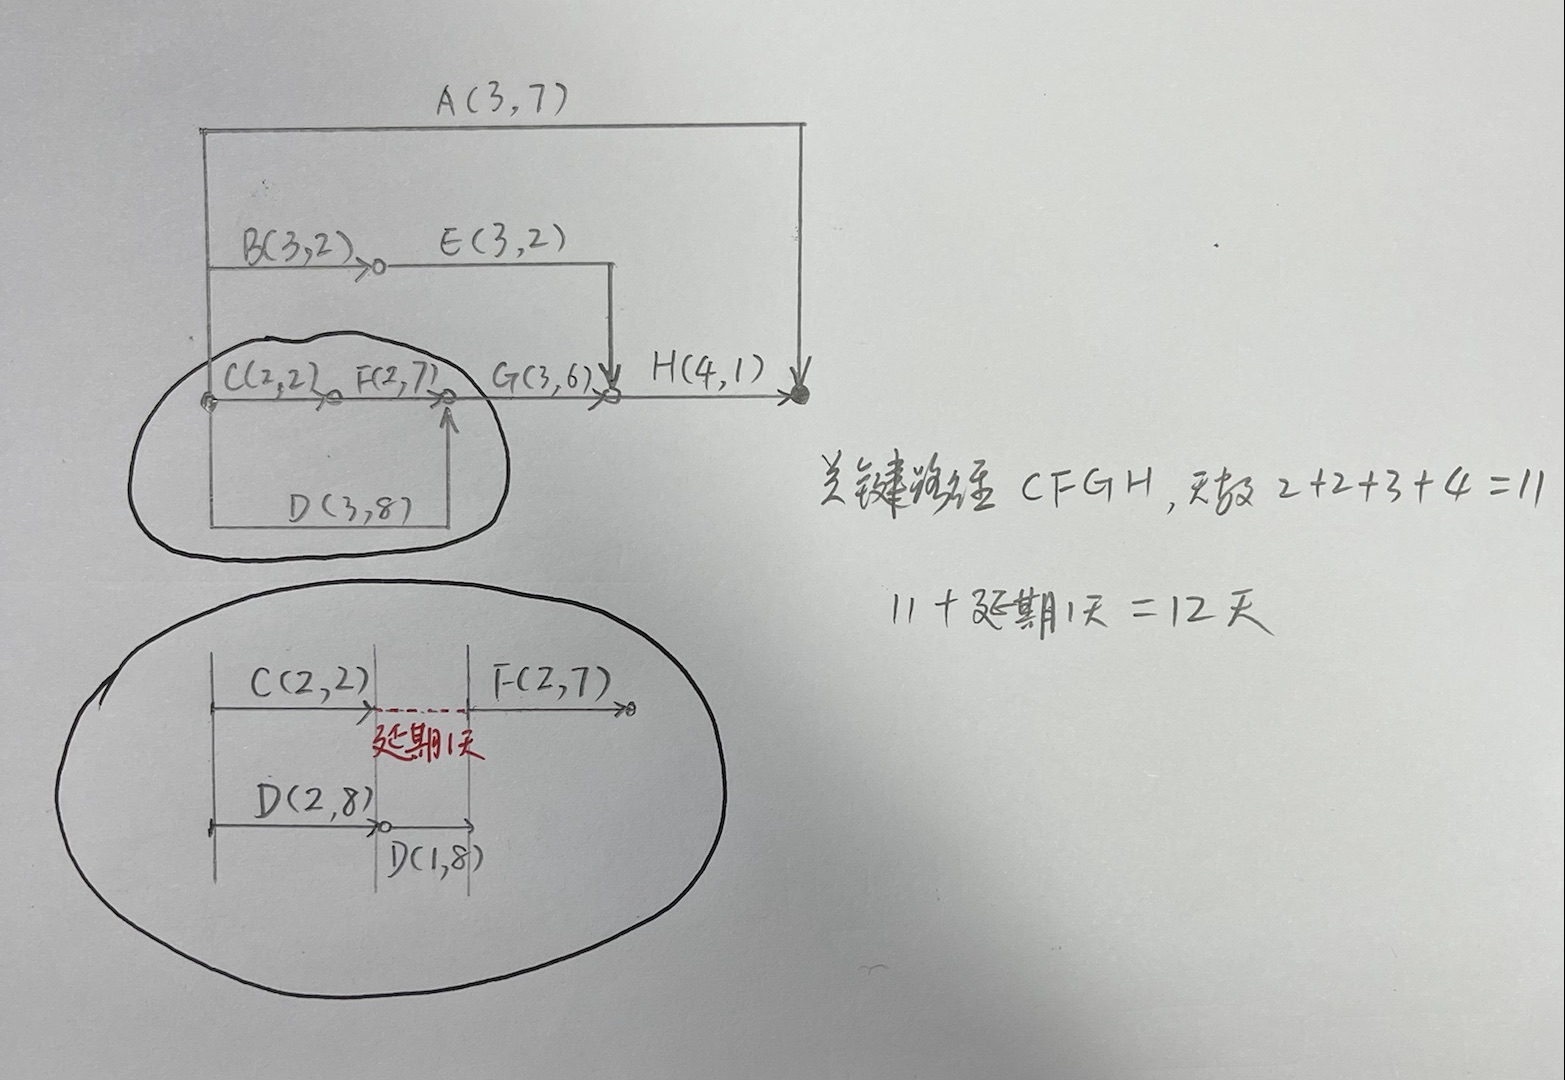 A(3,7)
B(3,2) E(3,2)
C(2,2) F(2,7) G(3,6) H(4,1)
D(3,8)
关键路径 CFGH, 天数 2+2+3+4=11
11+延期1天=12天
C(2,2) F(2,7)
延期1天
D(2,8)
D(1,8)